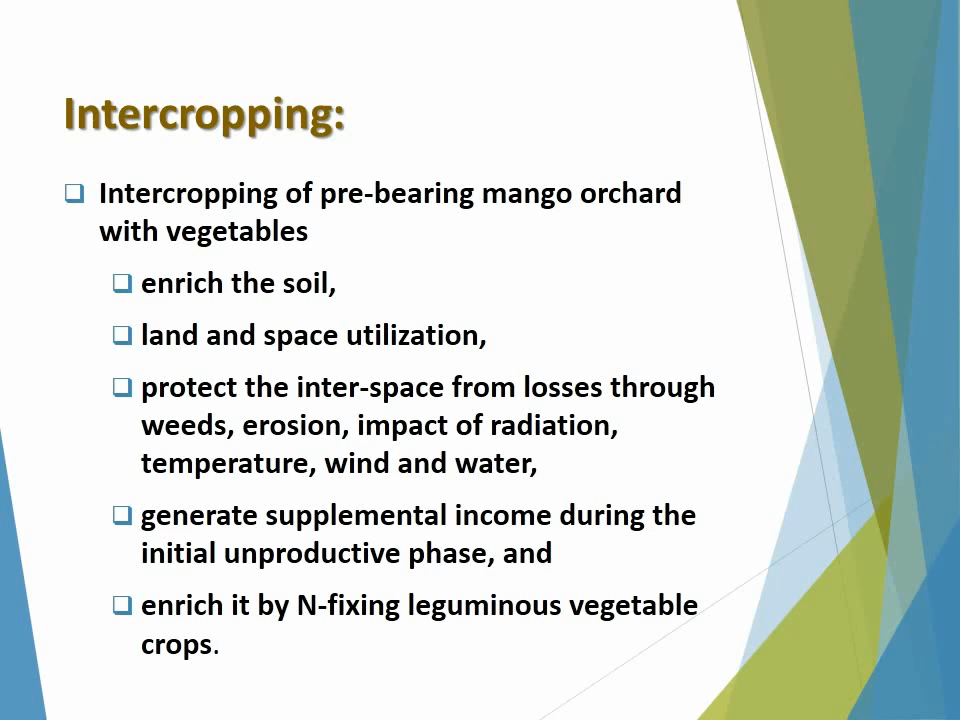 Intercropping:
Intercropping of pre-bearing mango orchard
with vegetables
enrich the soil,
land and space utilization,
protect the inter-space from losses through
weeds, erosion, impact of radiation,
temperature, wind and water,
generate supplemental income during the
initial unproductive phase, and
enrich it by N-fixing leguminous vegetable
crops.